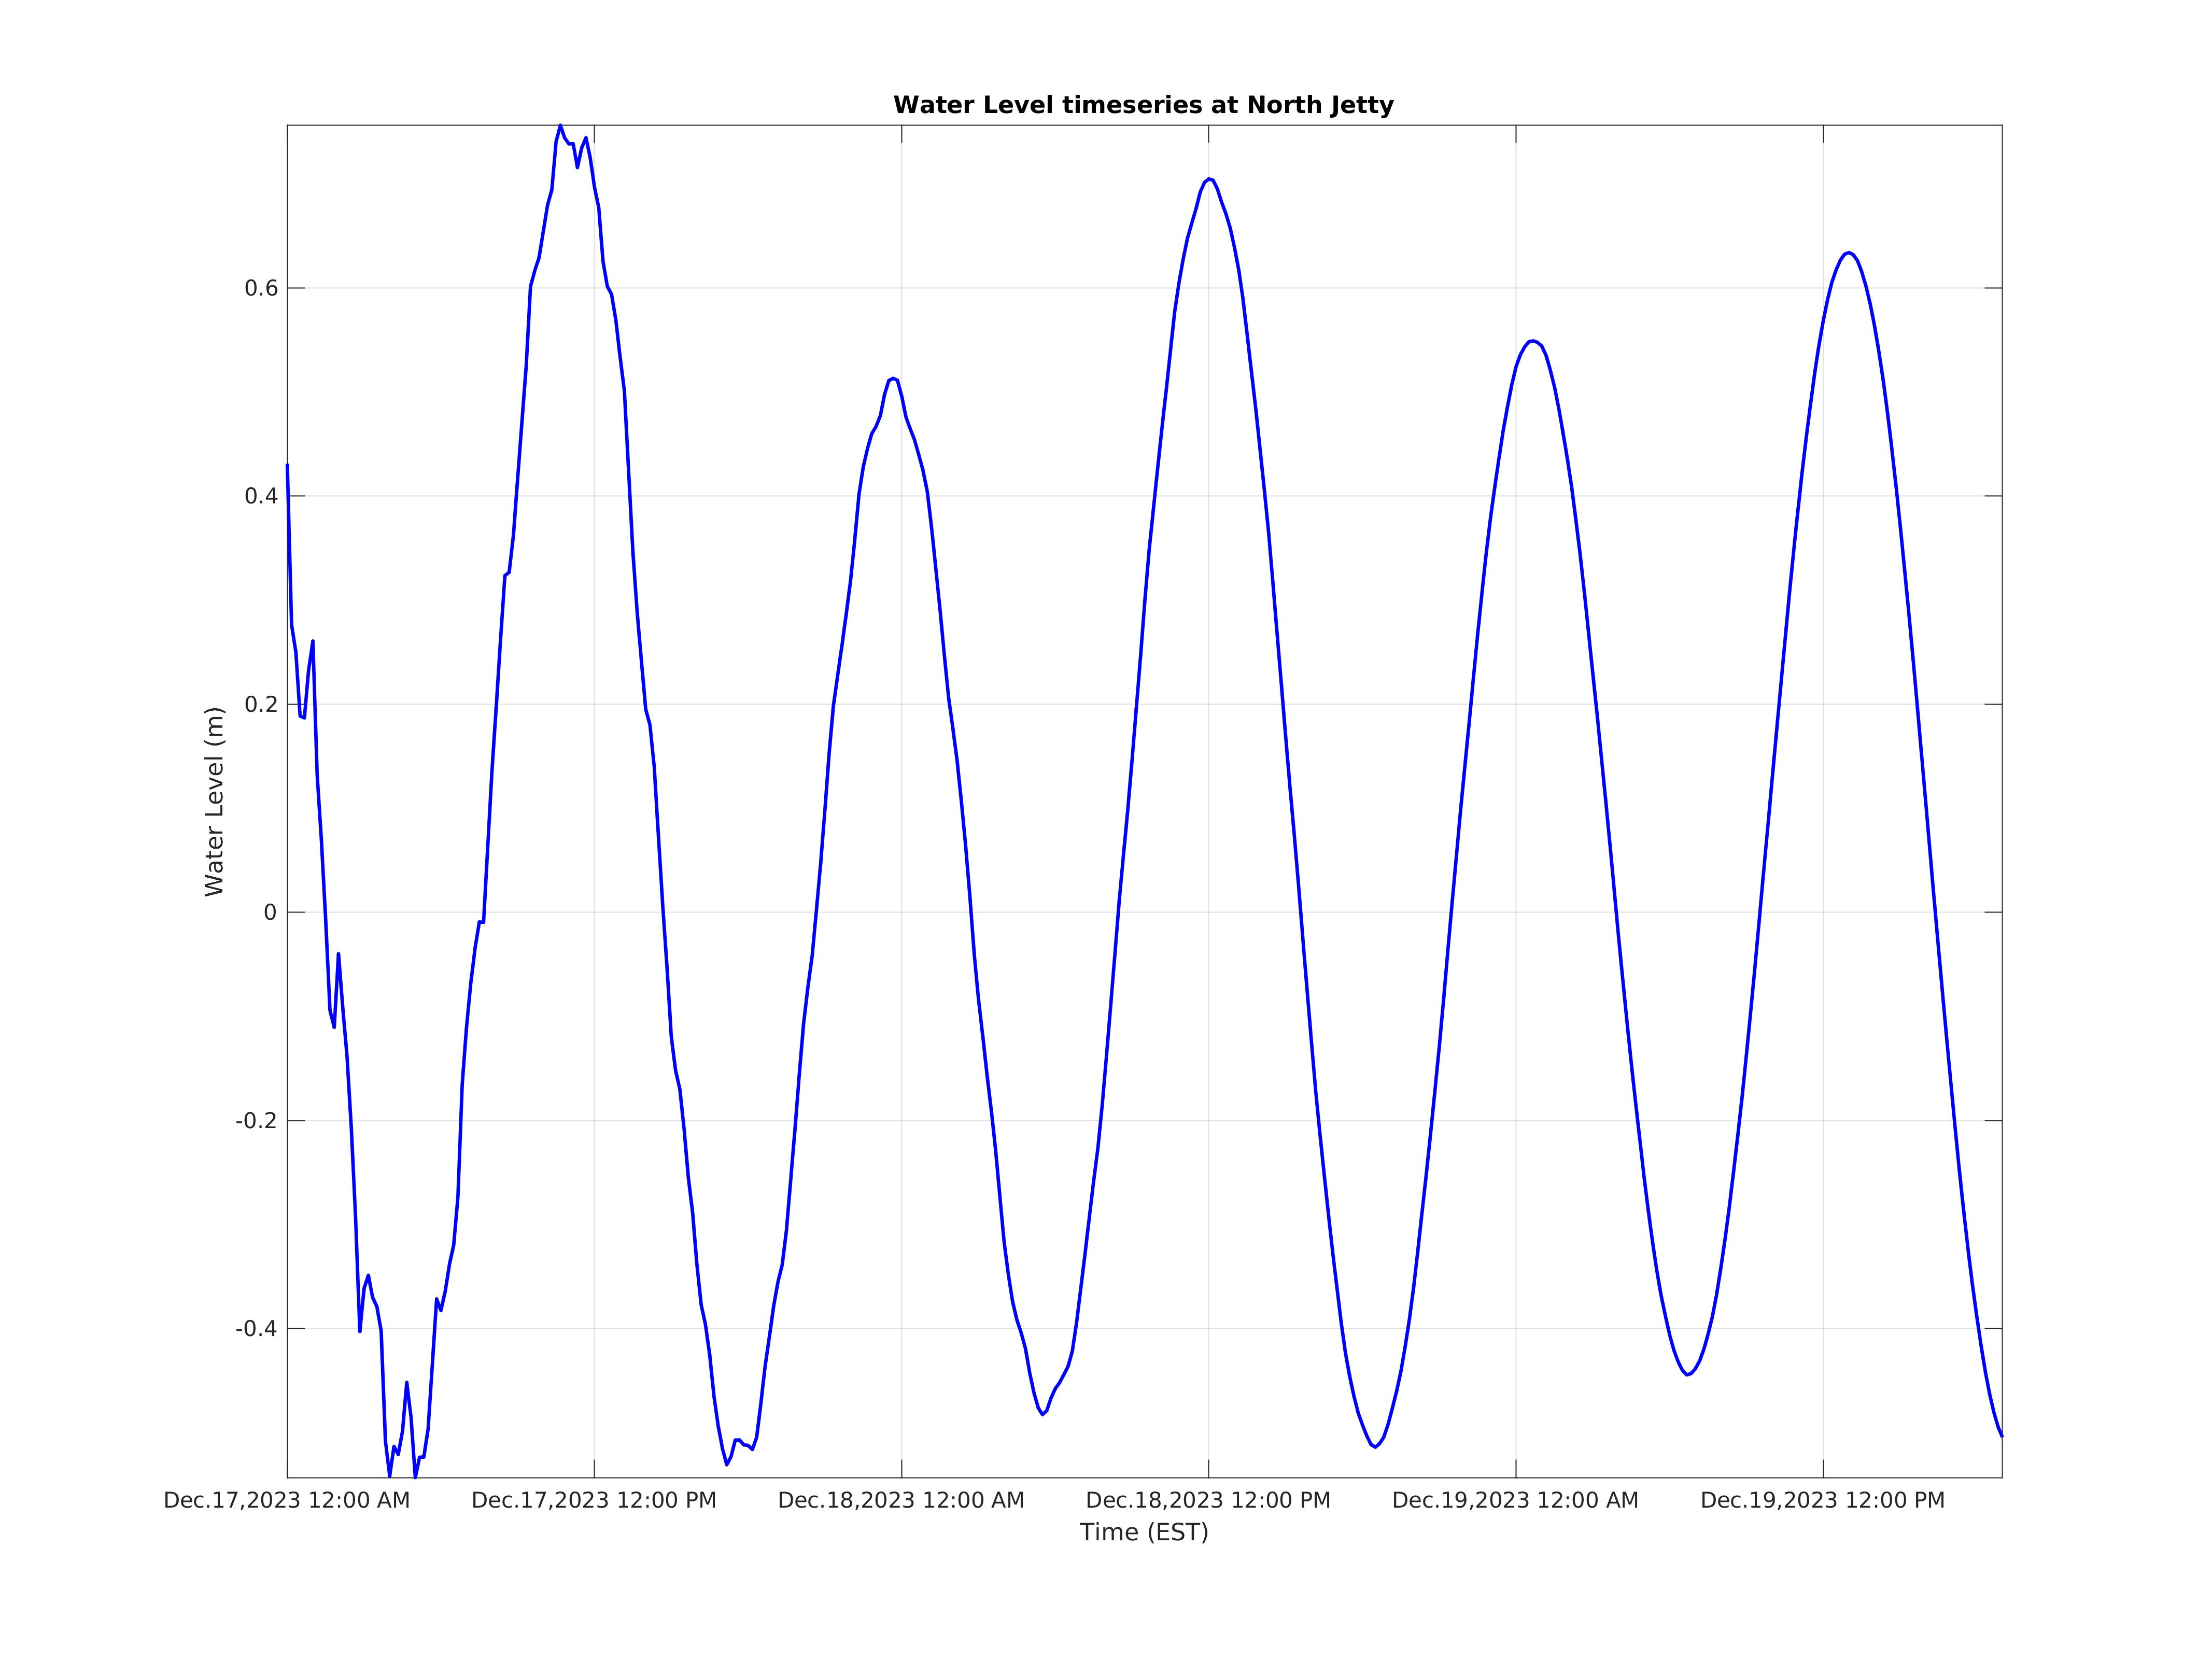 Water Level timeseries at North Jetty
0.6
0.4
0.2
0
-0.2
-0.4
Water Level (m)
Dec.17,2023 12:00 AM Dec.17,2023 12:00 PM Dec.18,2023 12:00 AM Dec.18,2023 12:00 PM Dec.19,2023 12:00 AM Dec.19,2023 12:00 PM
Time (EST)